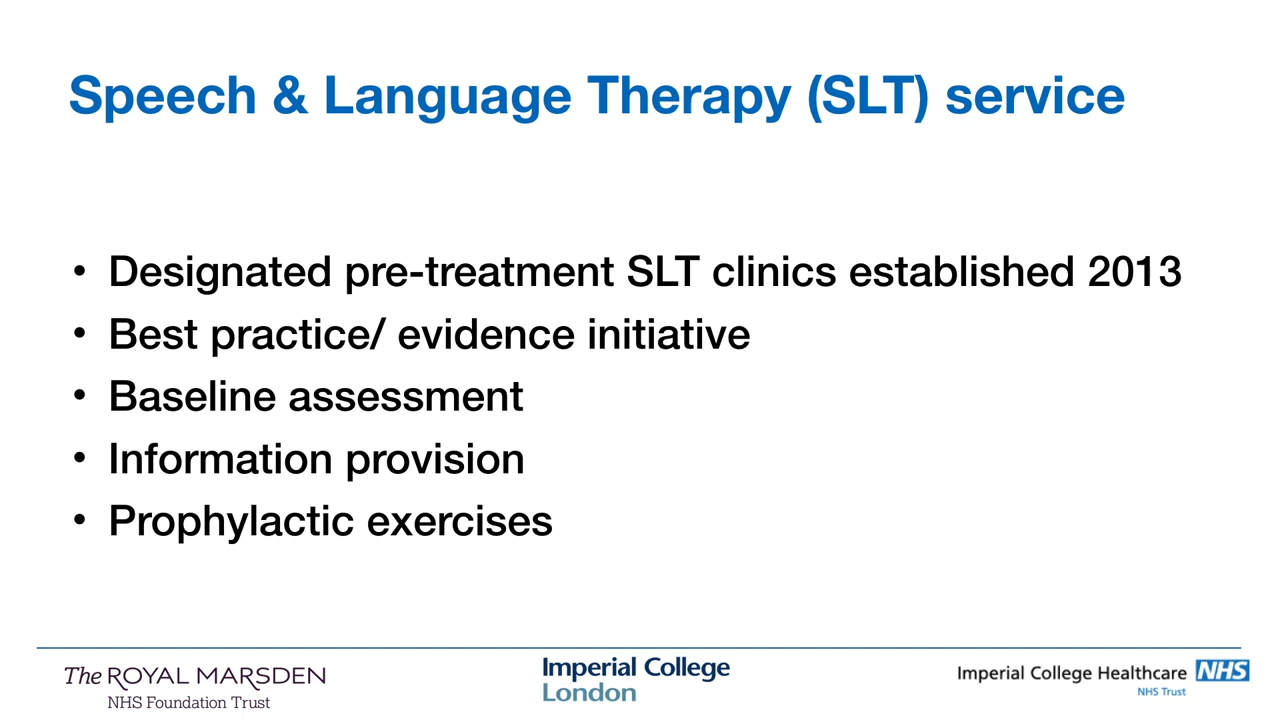 Speech & Language Therapy (SLT) service
• Designated pre-treatment SLT clinics established 2013
• Best practice/ evidence initiative
• Baseline assessment
• Information provision
• Prophylactic exercises
The ROYAL MARSDEN
NHS Foundation Trust
Imperial College
London
Imperial College Healthcare NHS
NHS Trust